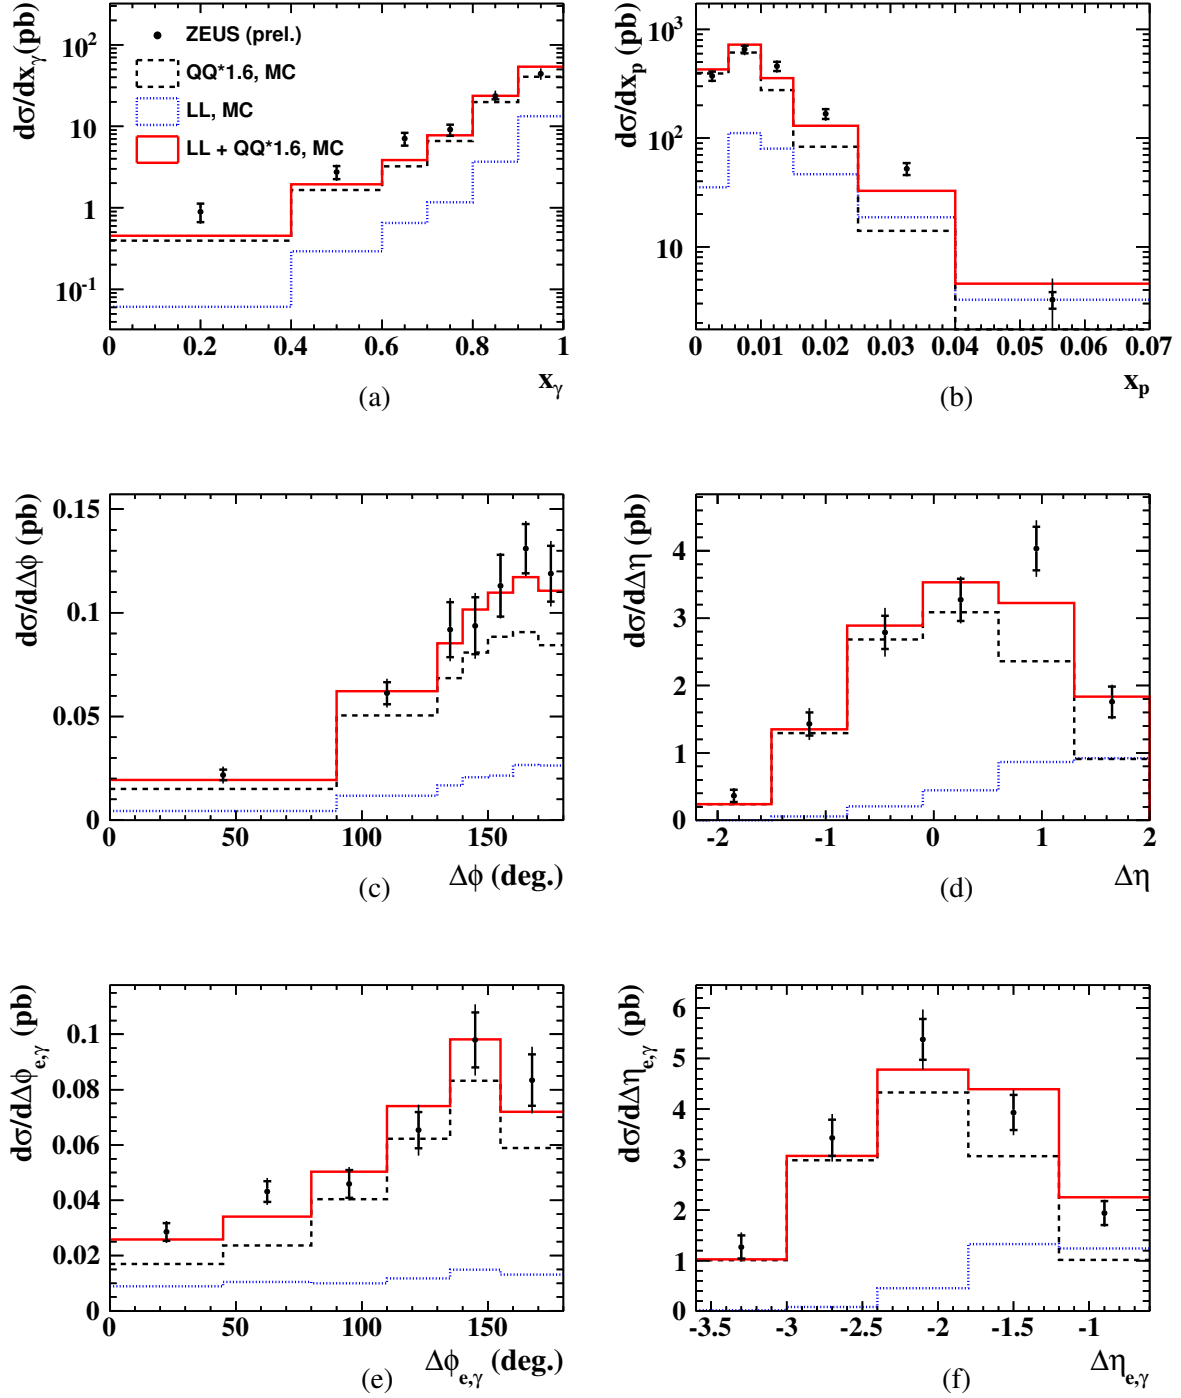 dσ/dx_γ (pb)
10^2
10
1
10^-1
ZEUS (prel.)
QQ*1.6, MC
LL, MC
LL + QQ*1.6, MC
0 0.2 0.4 0.6 0.8 1
x_γ
(a)
dσ/dx_p (pb)
10^3
10^2
10
0 0.01 0.02 0.03 0.04 0.05 0.06 0.07
x_p
(b)
dσ/dΔϕ (pb)
0.15
0.1
0.05
0
0 50 100 150
Δϕ (deg.)
(c)
dσ/dΔη (pb)
4
3
2
1
0
-2 -1 0 1 2
Δη
(d)
dσ/dΔϕ_e,γ (pb)
0.1
0.08
0.06
0.04
0.02
0
0 50 100 150
Δϕ_e,γ (deg.)
(e)
dσ/dΔη_e,γ (pb)
6
5
4
3
2
1
0
-3.5 -3 -2.5 -2 -1.5 -1
Δη_e,γ
(f)